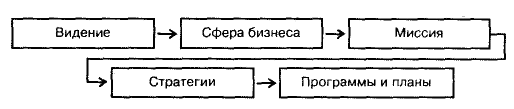 Видение
Сфера бизнеса
Миссия
Стратегии
Программы и планы